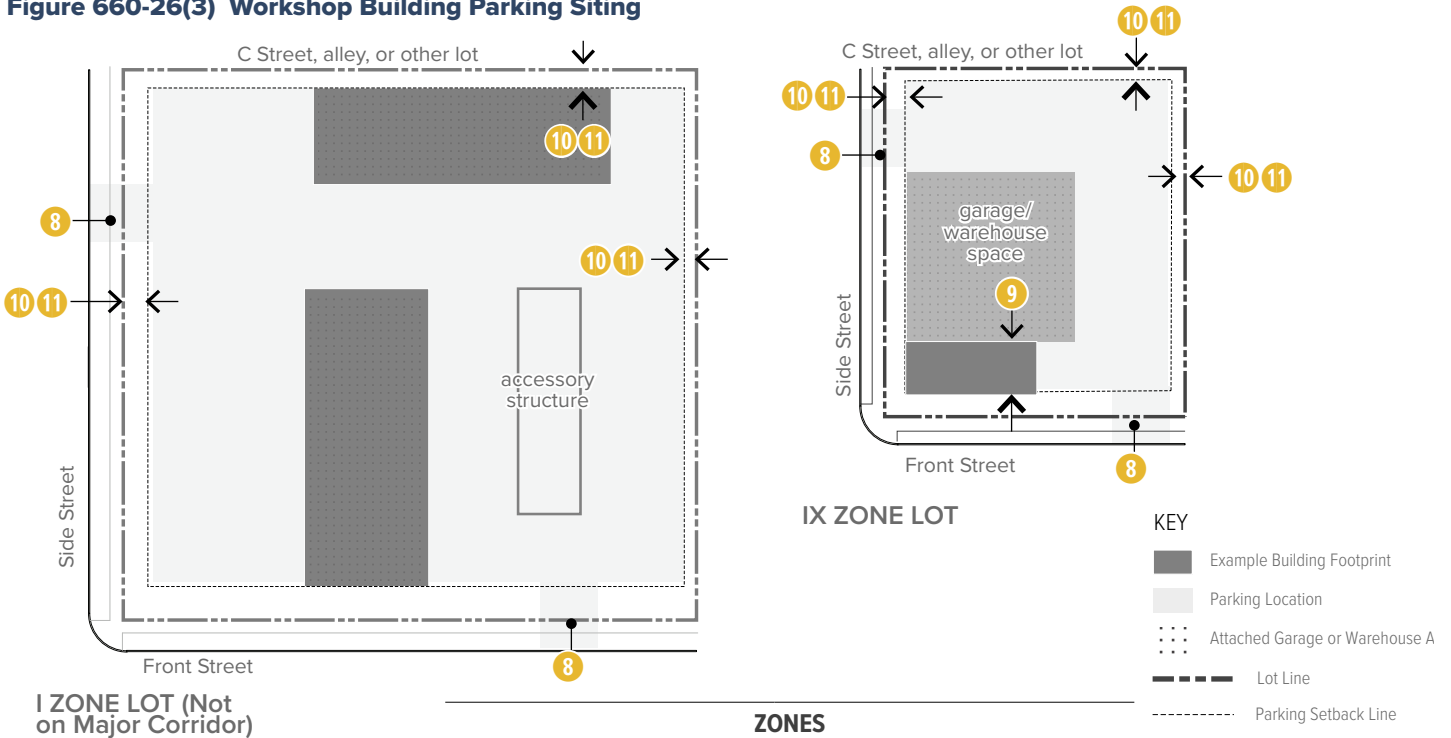 Figure 660-26(3) Workshop Building Parking Siting
C Street, alley, or other lot
10 11
8
10 11
10 11
accessory
structure
Side Street
Front Street
8
I ZONE LOT (Not
on Major Corridor)
10 11
C Street, alley, or other lot
10 11
8
10 11
garage/
warehouse
space
9
Side Street
Front Street
8
IX ZONE LOT
KEY
Example Building Footprint
Parking Location
Attached Garage or Warehouse A
Lot Line
Parking Setback Line
ZONES